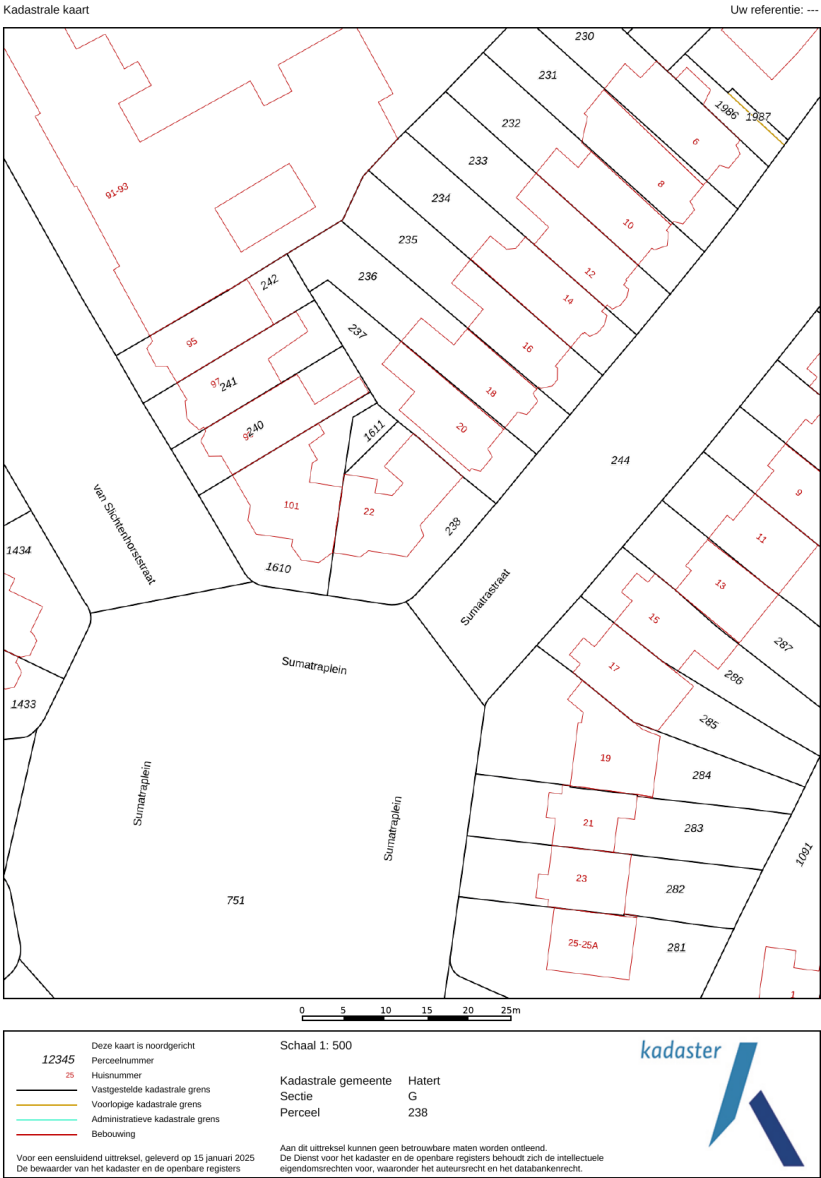 Kadastrale kaart
Uw referentie: ---
230
231
1986
1987
232
6
233
8
91-93
234
10
235
12
236
242
14
237
95
16
97
241
18
240
20
1611
244
9
101
22
238
11
van Slichtenhorststraat
1434
1610
13
Sumatrastraat
15
287
Sumatraplein
17
286
1433
285
19
284
Sumatraplein
Sumatraplein
21
283
1091
23
282
751
25-25A
281
1
0 5 10 15 20 25m
Deze kaart is noordgericht
12345 Perceelnummer
25 Huisnummer
Vastgestelde kadastrale grens
Voorlopige kadastrale grens
Administratieve kadastrale grens
Bebouwing
Voor een eensluidend uittreksel, geleverd op 15 januari 2025
De bewaarder van het kadaster en de openbare registers
Schaal 1: 500
Kadastrale gemeente Hatert
Sectie G
Perceel 238
Aan dit uittreksel kunnen geen betrouwbare maten worden ontleend.
De Dienst voor het kadaster en de openbare registers behoudt zich de intellectuele
eigendomsrechten voor, waaronder het auteursrecht en het databankenrecht.
kadaster